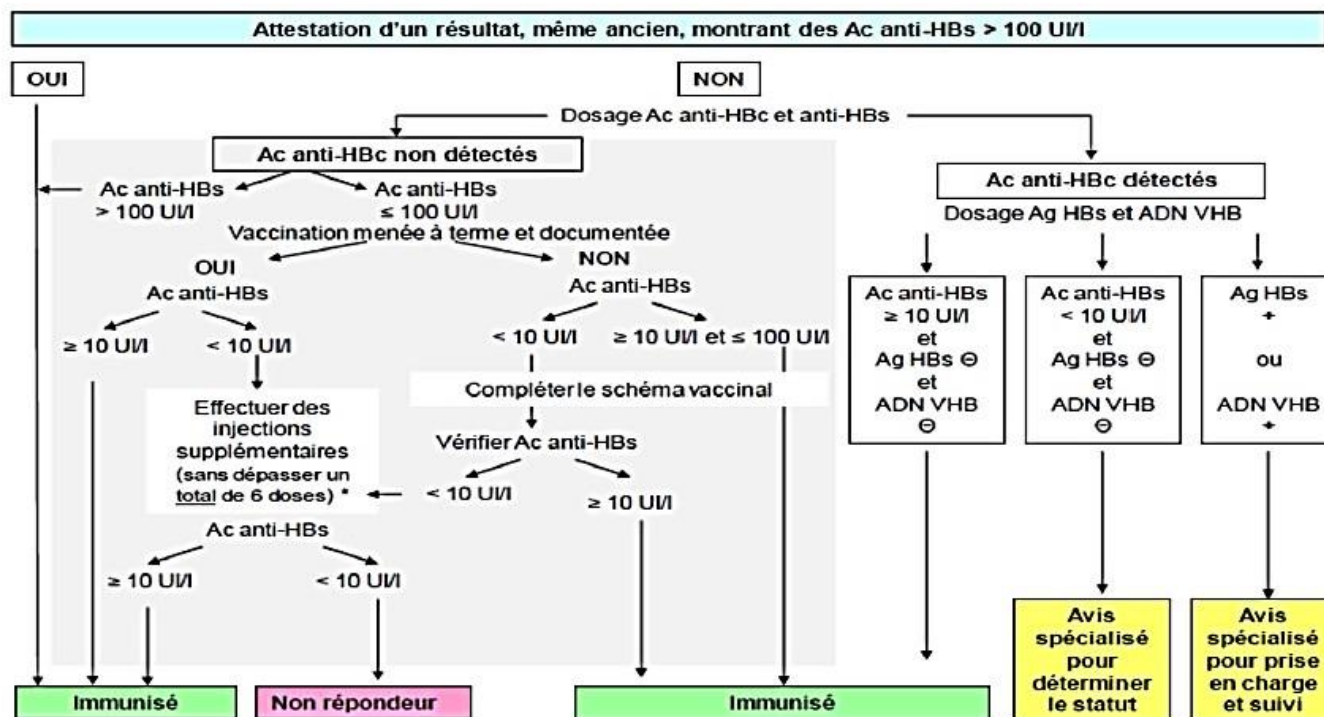 Attestation d'un résultat, même ancien, montrant des Ac anti-HBs > 100 UI/l
OUI
NON
Dosage Ac anti-HBc et anti-HBs
Ac anti-HBc non détectés
Ac anti-HBc détectés
Ac anti-HBs
> 100 UI/l
Ac anti-HBs
≤ 100 UI/l
Dosage Ag HBs et ADN VHB
Vaccination menée à terme et documentée
OUI
Ac anti-HBs
NON
Ac anti-HBs
≥ 10 UI/l
< 10 UI/l
< 10 UI/l
≥ 10 UI/l et ≤ 100 UI/l
Effectuer des
injections
supplémentaires
(sans dépasser un
total de 6 doses) *
Compléter le schéma vaccinal
Vérifier Ac anti-HBs
< 10 UI/l
≥ 10 UI/l
Ac anti-HBs
≥ 10 UI/l
< 10 UI/l
Ac anti-HBs
≥ 10 UI/l
et
Ag HBs ⊖
et
ADN VHB
⊖
Ac anti-HBs
< 10 UI/l
et
Ag HBs ⊖
et
ADN VHB
⊖
Ag HBs
+
ou
ADN VHB
+
Immunisé
Non répondeur
Immunisé
Avis
spécialisé
pour
déterminer
le statut
Avis
spécialisé
pour prise
en charge
et suivi